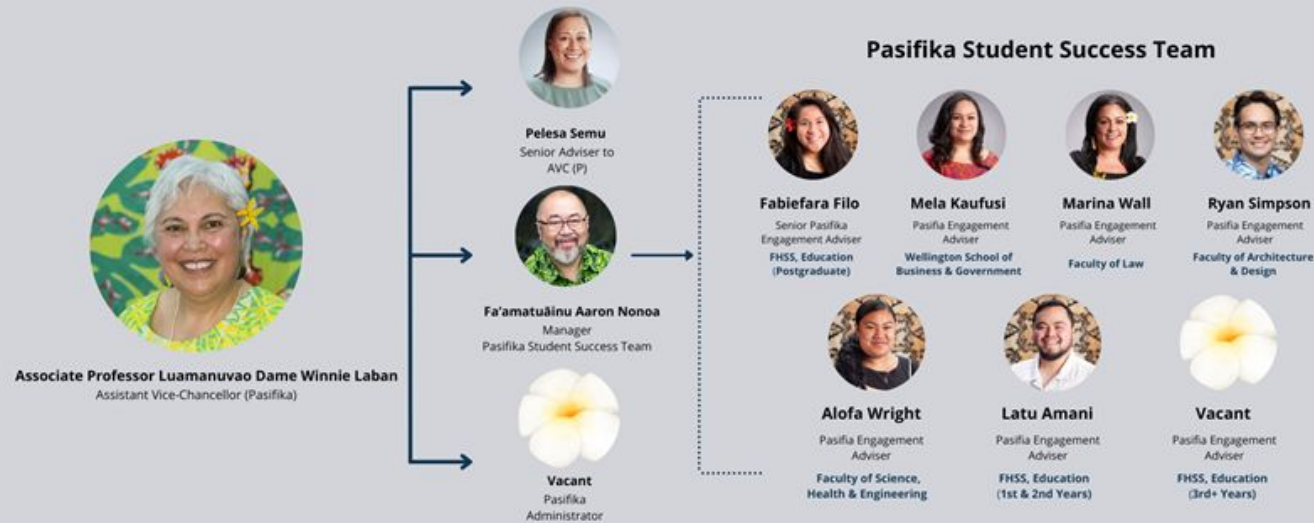 Pasifika Student Success Team
Associate Professor Luamanuvao Dame Winnie Laban
Assistant Vice-Chancellor (Pasifika)
Pelesa Semu
Senior Adviser to
AVC (P)
Fa'amatuāinu Aaron Nonoa
Manager
Pasifika Student Success Team
Vacant
Pasifika
Administrator
Fabiefara Filo
Senior Pasifika
Engagement Adviser
FHSS, Education
(Postgraduate)
Mela Kaufusi
Pasifia Engagement
Adviser
Wellington School of
Business & Government
Marina Wall
Pasifia Engagement
Adviser
Faculty of Law
Ryan Simpson
Pasifia Engagement
Adviser
Faculty of Architecture
& Design
Alofa Wright
Pasifia Engagement
Adviser
Faculty of Science,
Health & Engineering
Latu Amani
Pasifia Engagement
Adviser
FHSS, Education
(1st & 2nd Years)
Vacant
Pasifia Engagement
Adviser
FHSS, Education
(3rd+ Years)